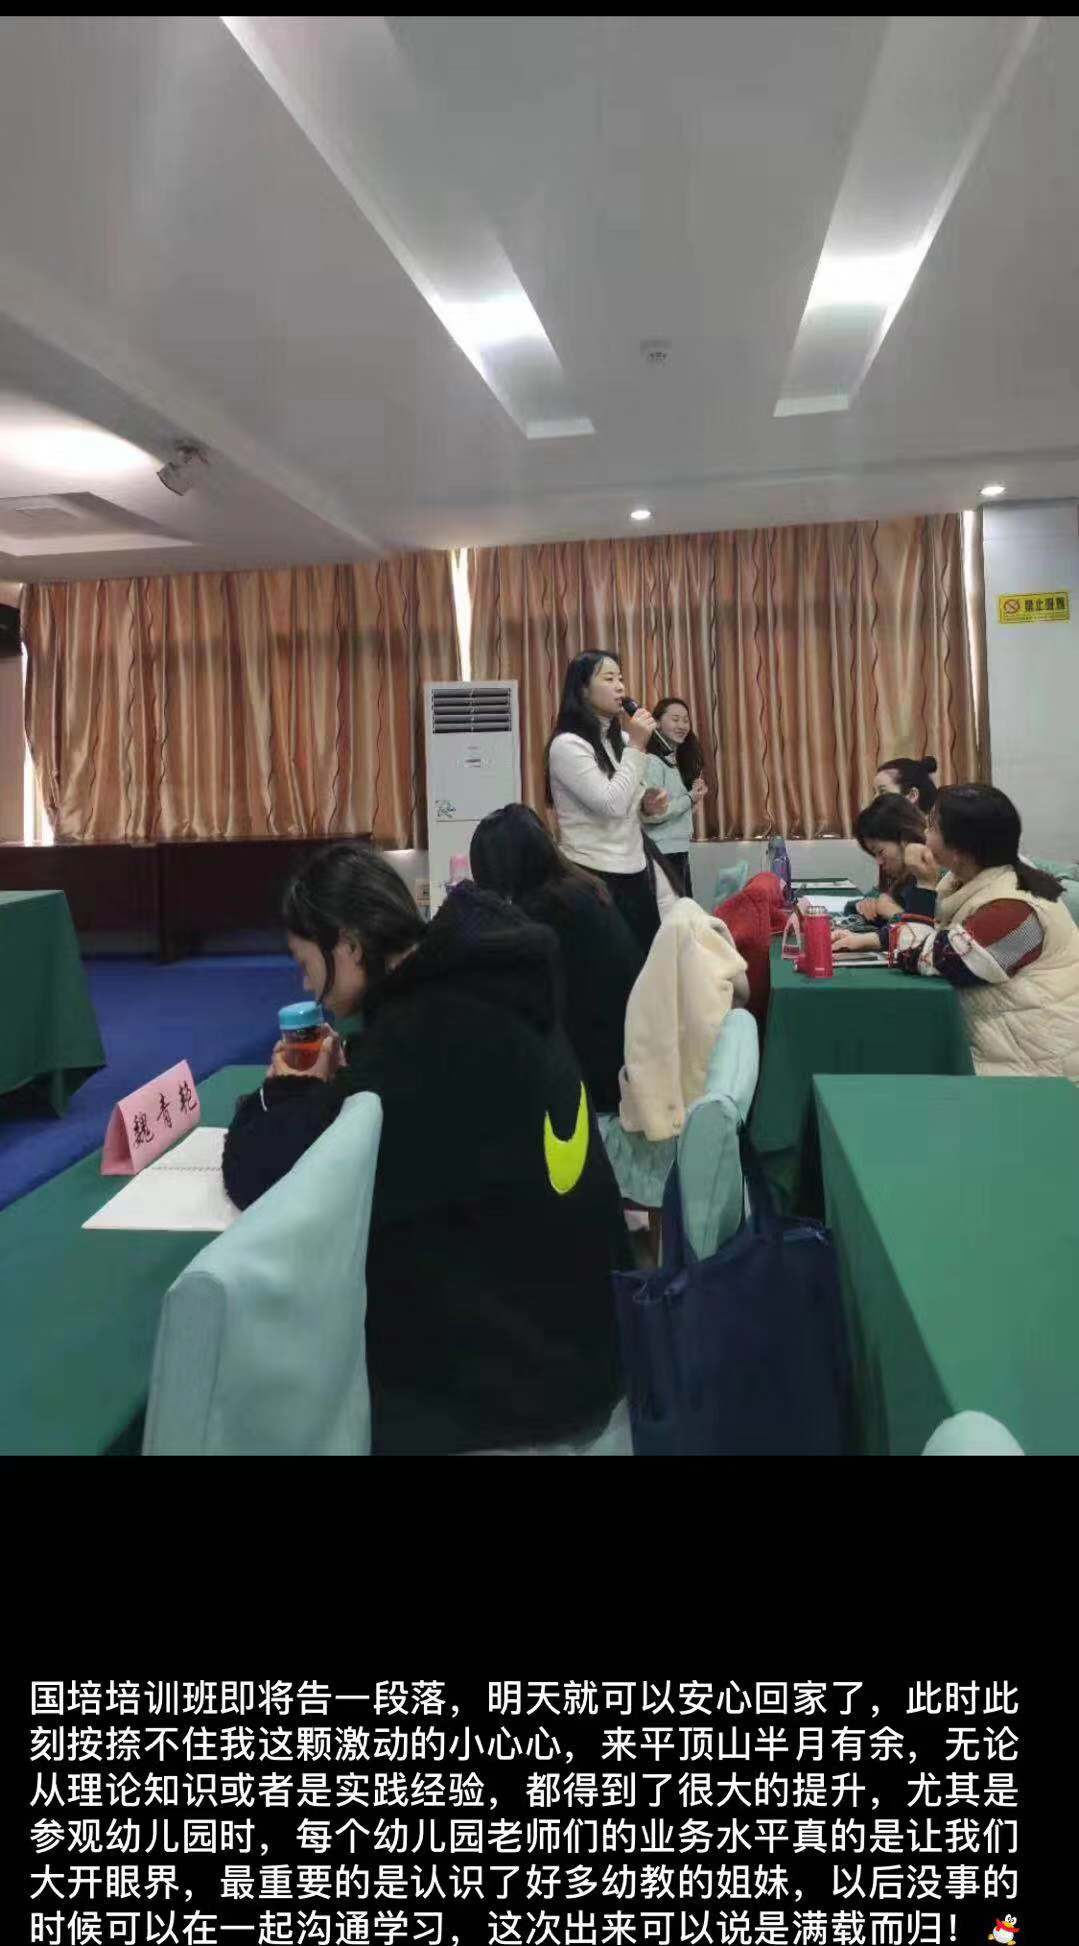 禁止吸烟
魏青艳
国培培训班即将告一段落，明天就可以安心回家了，此时此
刻按捺不住我这颗激动的小心心，来平顶山半月有余，无论
从理论知识或者是实践经验，都得到了很大的提升，尤其是
参观幼儿园时，每个幼儿园老师们的业务水平真的是让我们
大开眼界，最重要的是认识了好多幼教的姐妹，以后没事的
时候可以在一起沟通学习，这次出来可以说是满载而归！